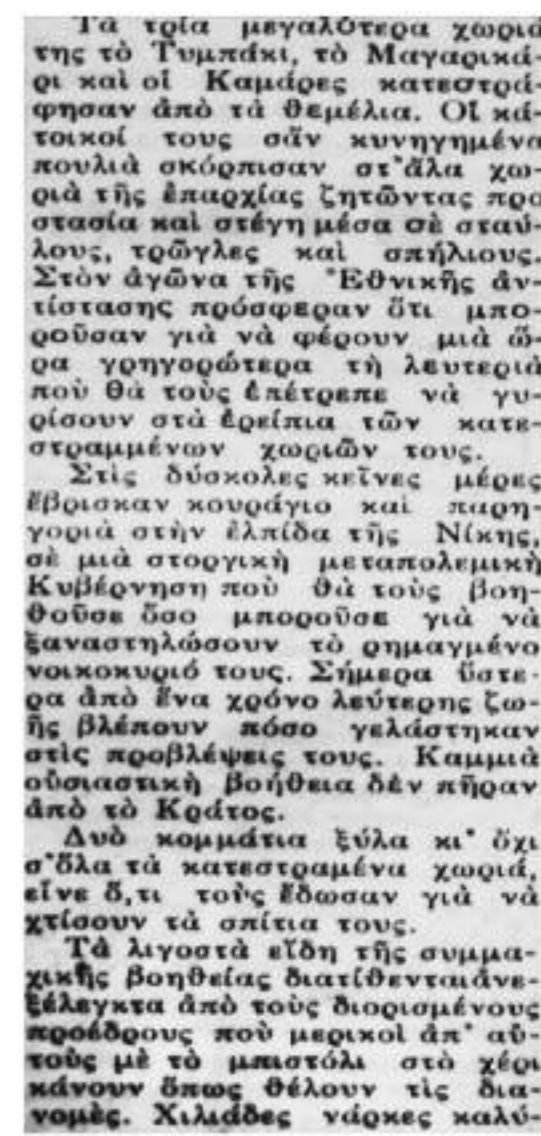 Τὰ τρία μεγαλύτερα χωριά
της τὸ Τυμπάκι, τὸ Μαγαρικά-
ρι καὶ οἱ Καμάρες κατεστρά-
φησαν ἀπὸ τὰ θεμέλια. Οἱ κά-
τοικοί τους σἄν κυνηγημένα
πουλιὰ σκόρπισαν στ᾽ἄλα χω-
ριὰ τῆς ἐπαρχίας ζητῶντας προ
στασία καὶ στέγη μέσα σὲ σταύ-
λους, τρῶγλες καὶ σπήλιους.
Στὸν ἀγῶνα τῆς Ἐθνικῆς ἀν-
τίστασης πρόσφεραν ὅτι μπο-
ροῦσαν γιὰ νὰ φέρουν μιὰ ὥ-
ρα γρηγορώτερα τὴ λευτεριὰ
ποὺ θὰ τοὺς ἐπέτρεπε νὰ γυ-
ρίσουν στὰ ἐρείπια τῶν κατε-
στραμμένων χωριῶν τους.
Στὶς δύσκολες κεῖνες μέρες
ἔβρισκαν κουράγιο καὶ παρη-
γοριὰ στὴν ἐλπίδα τῆς Νίκης,
σὲ μιὰ στοργικὴ μεταπολεμικὴ
Κυβέρνηση ποὺ θὰ τοὺς βοη-
θοῦσε ὅσο μποροῦσε γιὰ νὰ
ξαναστηλώσουν τὸ ρημαγμένο
νοικοκυριό τους. Σήμερα ὕστε-
ρα ἀπὸ ἕνα χρόνο λεύτερης ζω-
ῆς βλέπουν πόσο γελάστηκαν
στὶς προβλέψεις τους. Καμμιὰ
οὐσιαστικὴ βοήθεια δὲν πῆραν
ἀπὸ τὸ Κράτος.
Δυὸ κομμάτια ξύλα κι᾽ ὄχι
σ᾽ὅλα τὰ κατεστραμένα χωριά,
εἶνε ὅ,τι τοὺς ἔδωσαν γιὰ νὰ
χτίσουν τὰ σπίτια τους.
Τὰ λιγοστὰ εἴδη τῆς συμμα-
χικῆς βοηθείας διατίθενταιἀνε-
ξέλεγκτα ἀπὸ τοὺς διορισμένους
προέδρους ποὺ μερικοὶ ἀπ᾽ αὐ-
τοὺς μὲ τὸ μπιστόλι στὸ χέρι
κάνουν ὅπως θέλουν τὶς δια-
νομὲς. Χιλιάδες νάρκες καλύ-